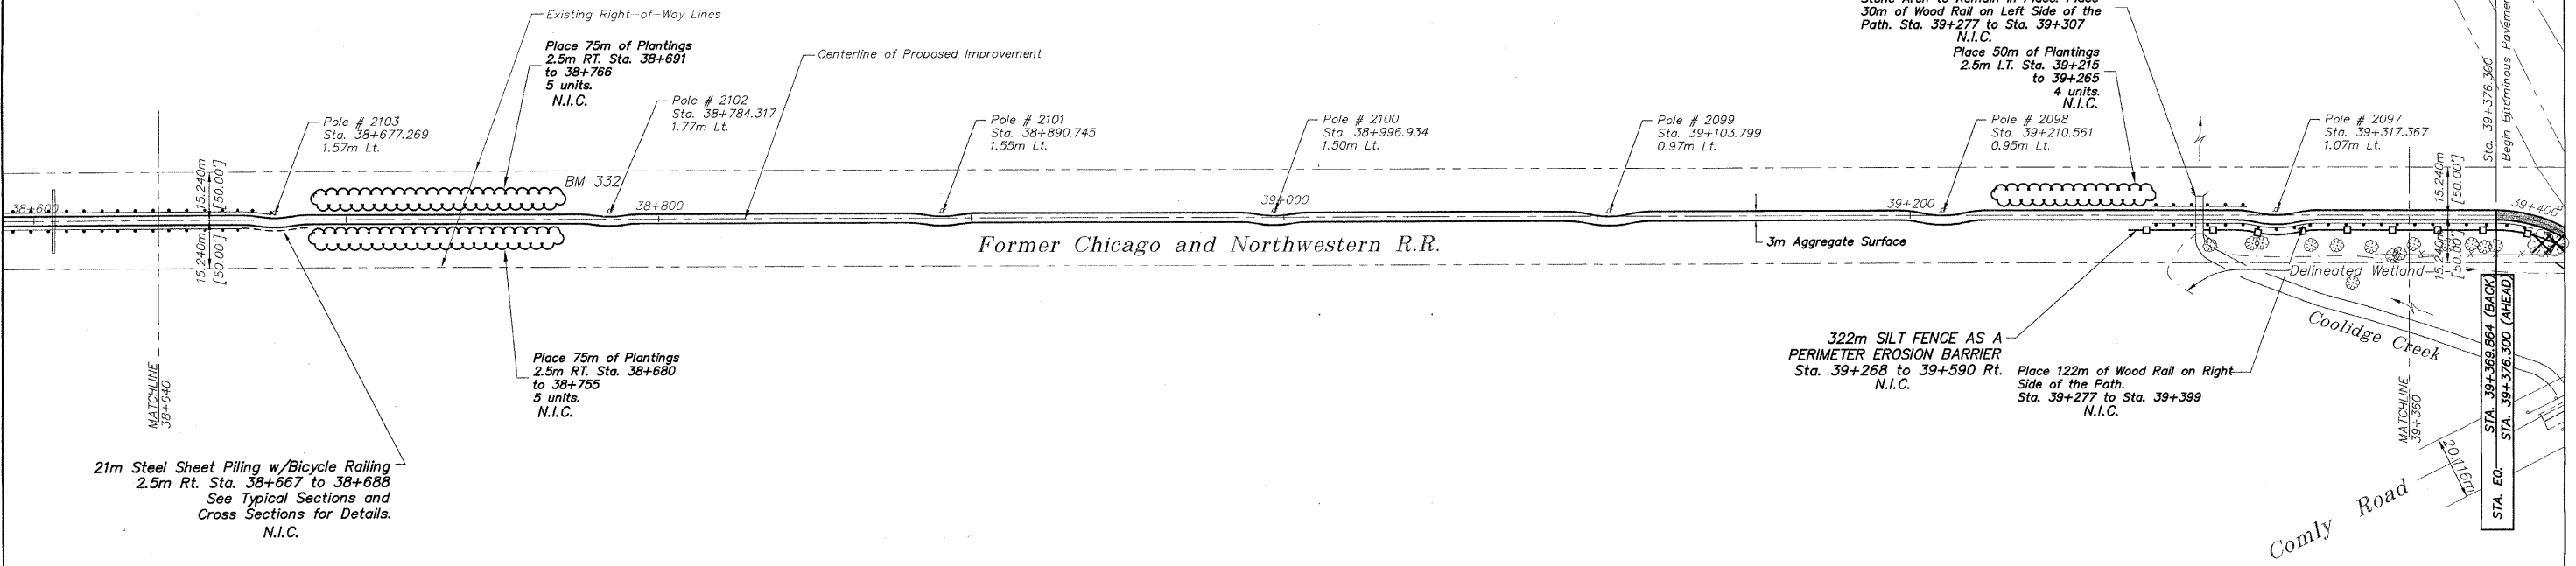 Existing Right-of-Way Lines
Place 75m of Plantings
2.5m RT. Sta. 38+691
to 38+766
5 units.
N.I.C.
Centerline of Proposed Improvement
30m of Wood Rail on Left Side of the
Path. Sta. 39+277 to Sta. 39+307
N.I.C.
Place 50m of Plantings
2.5m LT. Sta. 39+215
to 39+265
4 units.
N.I.C.
Sta. 39+376.300
Pole # 2103
Sta. 38+677.269
1.57m Lt.
Pole # 2102
Sta. 38+784.317
1.77m Lt.
Pole # 2101
Sta. 38+890.745
1.55m Lt.
Pole # 2100
Sta. 38+996.934
1.50m Lt.
Pole # 2099
Sta. 39+103.799
0.97m Lt.
Pole # 2098
Sta. 39+210.561
0.95m Lt.
Pole # 2097
Sta. 39+317.367
1.07m Lt.
15.240m
[50.00']
BM 332
15.240m
[50.00']
38+600
38+800
39+000
39+200
39+400
15.240m
[50.00']
Former Chicago and Northwestern R.R.
3m Aggregate Surface
15.240m
[50.00']
Delineated Wetland
Coolidge Creek
MATCHLINE
38+640
Place 75m of Plantings
2.5m RT. Sta. 38+680
to 38+755
5 units.
N.I.C.
322m SILT FENCE AS A
PERIMETER EROSION BARRIER
Sta. 39+268 to 39+590 Rt.
N.I.C.
Place 122m of Wood Rail on Right
Side of the Path.
Sta. 39+277 to Sta. 39+399
N.I.C.
MATCHLINE
39+360
STA. EQ. STA. 39+369.864 (BACK)
STA. 39+376.300 (AHEAD)
21m Steel Sheet Piling w/Bicycle Railing
2.5m Rt. Sta. 38+667 to 38+688
See Typical Sections and
Cross Sections for Details.
N.I.C.
20.116m
Comly Road